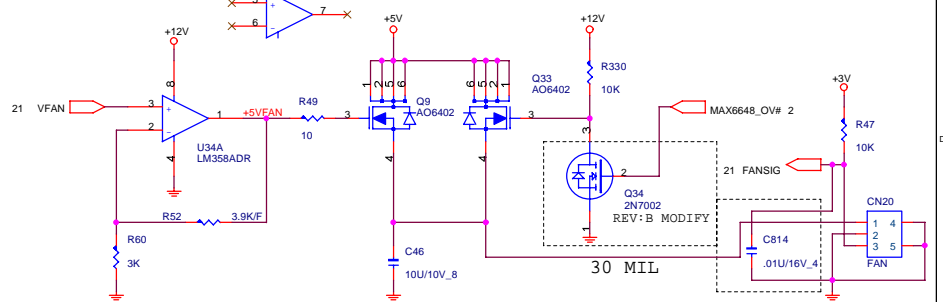 5
+
6
-
7
+12V
+5V
+12V
8
1 2 5 6
6 5 2 1
R330
10K
Q33
AO6402
Q9
AO6402
+3V
21 VFAN
3
+
2
-
1
+5VFAN
R49
10
3
3
3
MAX6648_OV# 2
U34A
LM358ADR
4
4
4
R47
10K
21 FANSIG
2
Q34
2N7002
REV:B MODIFY
1
R52
3.9K/F
R60
3K
C46
10U/10V_8
30 MIL
C814
.01U/16V_4
CN20
1 4
2
3 5
FAN